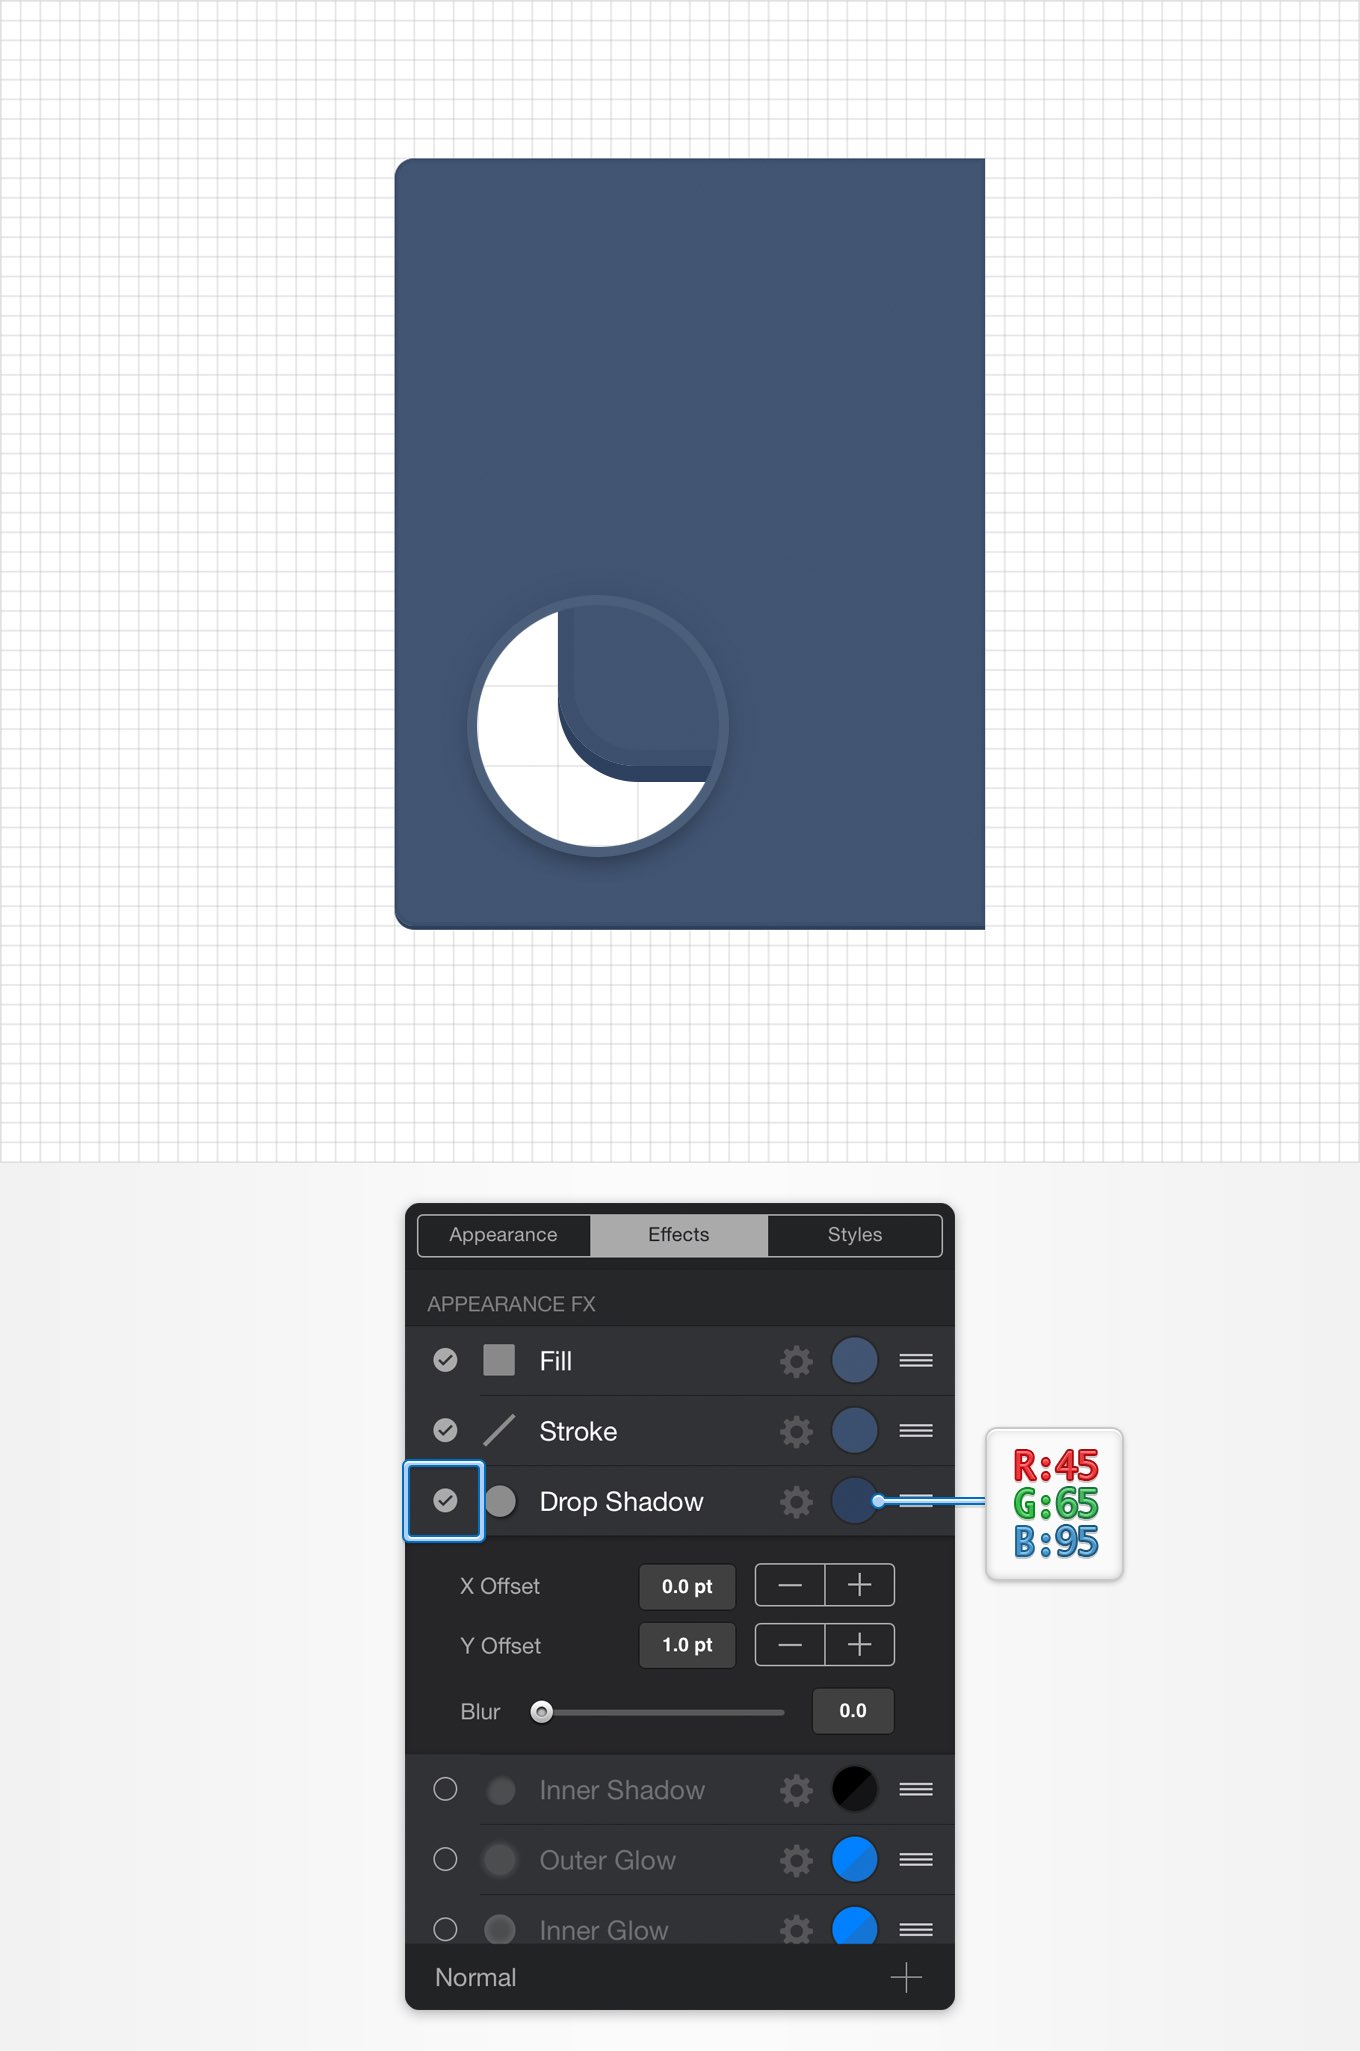 Appearance Effects Styles
APPEARANCE FX
Fill
Stroke
Drop Shadow
R:45
G:65
B:95
X Offset 0.0 pt
Y Offset 1.0 pt
Blur 0.0
Inner Shadow
Outer Glow
Inner Glow
Normal